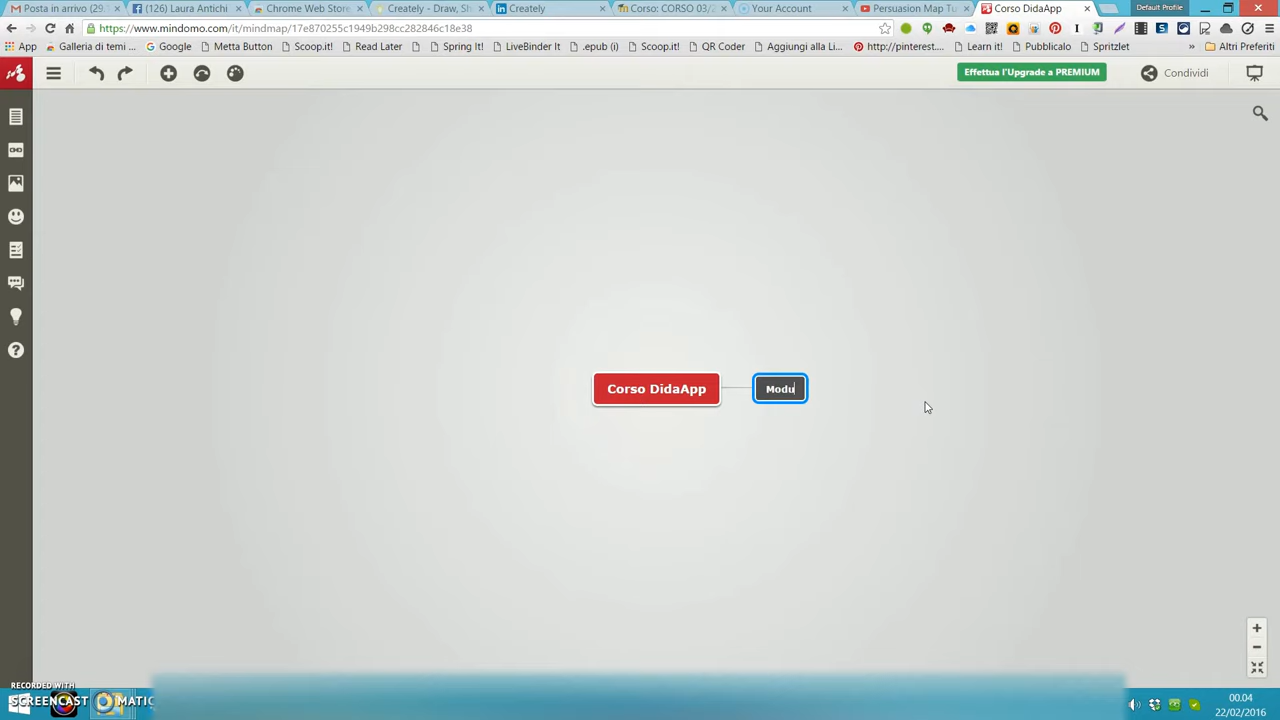 Posta in arrivo (29.
(126) Laura Antichi
Chrome Web Store
Creately - Draw, Sh
Creately
Corso: CORSO 03/2
Your Account
Persuasion Map Tu
Corso DidaApp
Default Profile
https://www.mindomo.com/it/mindmap/17e870255c1949b298cc282846c18e38
App
Galleria di temi ...
Google
Metta Button
Scoop.it!
Read Later
Spring It!
LiveBinder It
.epub (i)
Scoop.it!
QR Coder
Aggiungi alla Li...
http://pinterest....
Learn it!
Pubblicalo
Spritzlet
»
Altri Preferiti
Effettua l'Upgrade a PREMIUM
Condividi
Corso DidaApp
Modu
RECORDED WITH
SCREENCAST
MATIC
00.04
22/02/2016